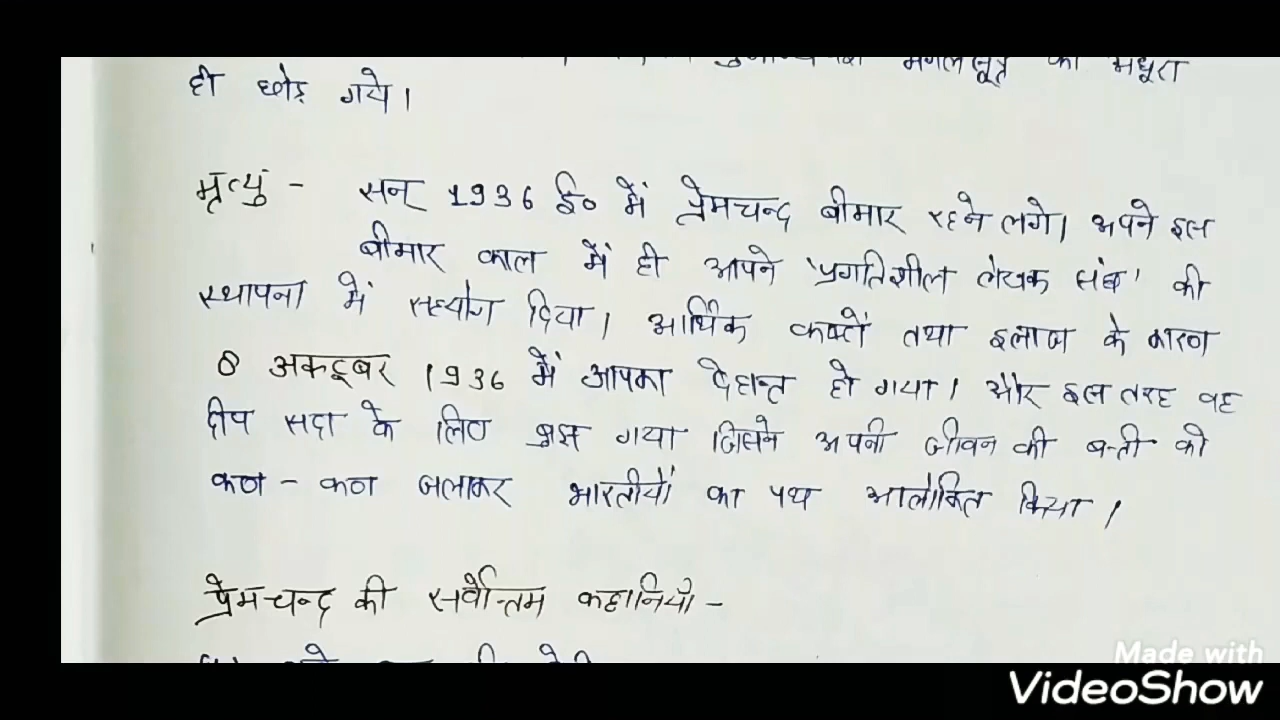 मंगलसूत्र को अधूरा
ही छोड़ गये।
मृत्यु - सन् 1936 ई० में प्रेमचन्द बीमार रहने लगे। अपने इस
बीमार काल में ही आपने 'प्रगतिशील लेखक संघ' की
स्थापना में सहयोग दिया। आर्थिक कष्टों तथा इलाज के कारण
8 अक्टूबर 1936 में आपका देहान्त हो गया। और इस तरह वह
दीप सदा के लिए बुझ गया जिसने अपनी जीवन की बत्ती को
कण - कण जलाकर भारतीयों का पथ आलोकित किया।
प्रेमचन्द की सर्वोत्तम कहानियाँ -
Made with
VideoShow